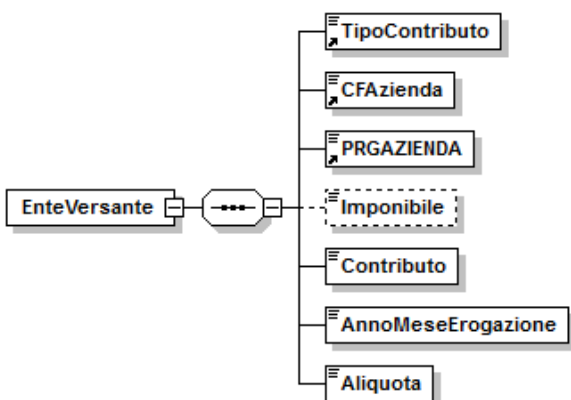 TipoContributo
CFAzienda
PRGAZIENDA
EnteVersante
Imponibile
Contributo
AnnoMeseErogazione
Aliquota